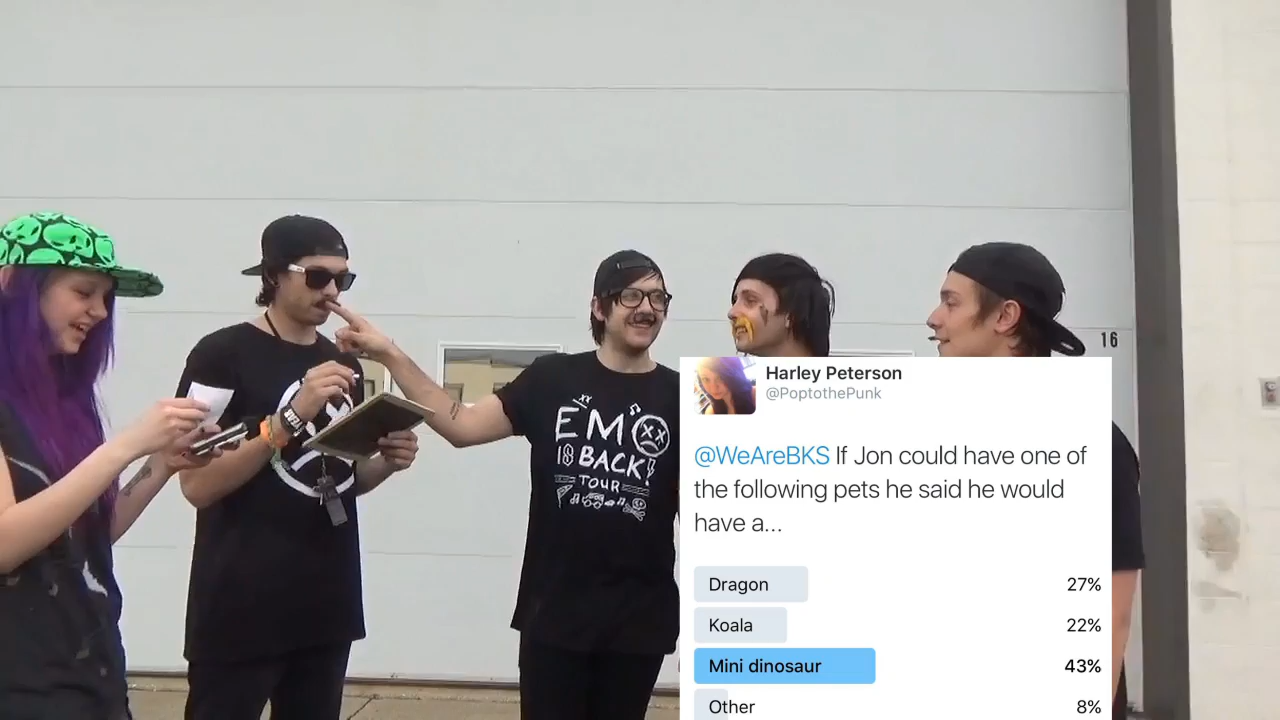 EMO
IS BACK!
TOUR
16
Harley Peterson
@PoptothePunk
@WeAreBKS If Jon could have one of
the following pets he said he would
have a...
Dragon 27%
Koala 22%
Mini dinosaur 43%
Other 8%